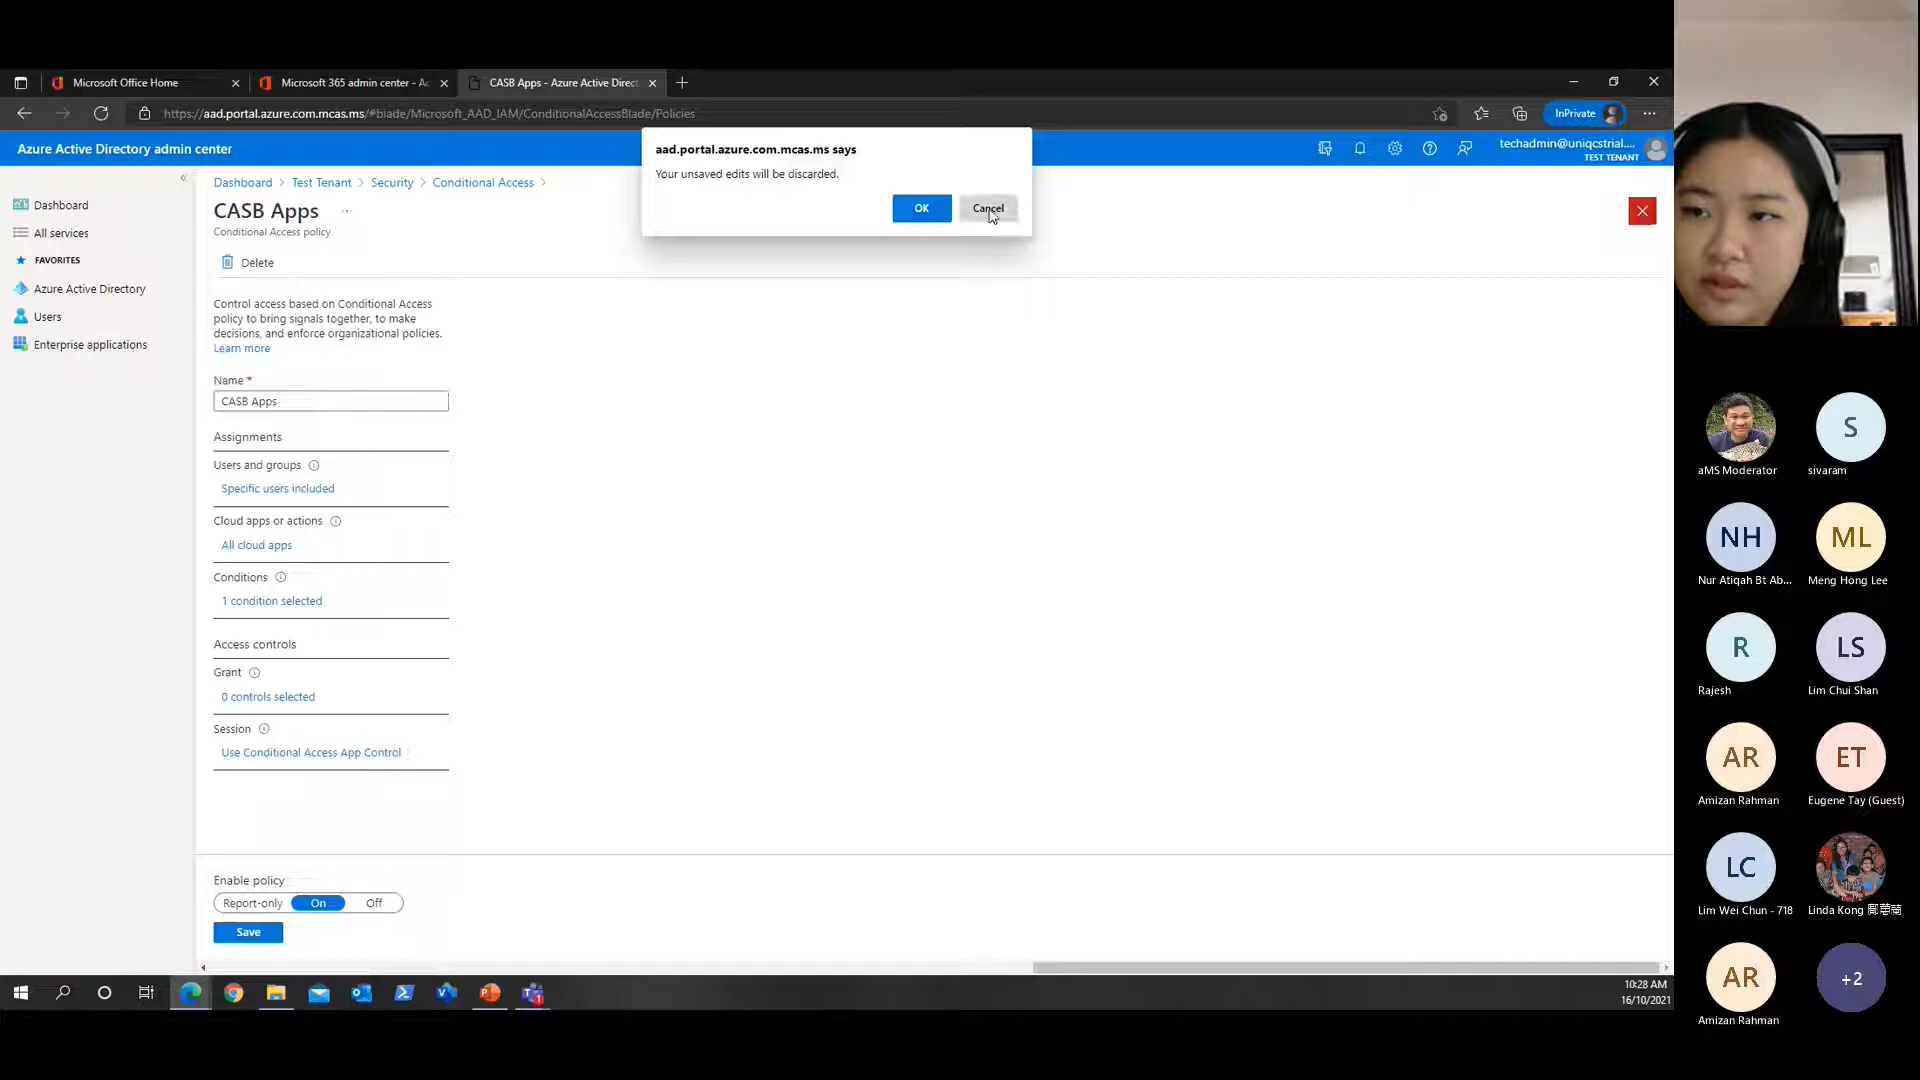 Microsoft Office Home
Microsoft 365 admin center - Ac
CASB Apps - Azure Active Direct
https://aad.portal.azure.com.mcas.ms/#blade/Microsoft_AAD_IAM/ConditionalAccessBlade/Policies
InPrivate
Azure Active Directory admin center
techadmin@uniqcstrial....
TEST TENANT
aad.portal.azure.com.mcas.ms says
Your unsaved edits will be discarded.
OK
Cancel
Dashboard
All services
FAVORITES
Azure Active Directory
Users
Enterprise applications
Dashboard > Test Tenant > Security > Conditional Access >
CASB Apps ...
Conditional Access policy
Delete
Control access based on Conditional Access
policy to bring signals together, to make
decisions, and enforce organizational policies.
Learn more
Name *
CASB Apps
Assignments
Users and groups
Specific users included
Cloud apps or actions
All cloud apps
Conditions
1 condition selected
Access controls
Grant
0 controls selected
Session
Use Conditional Access App Control
Enable policy
Report-only On Off
Save
10:28 AM
16/10/2021
aMS Moderator
S
sivaram
NH
Nur Atiqah Bt Ab...
ML
Meng Hong Lee
R
Rajesh
LS
Lim Chui Shan
AR
Amizan Rahman
ET
Eugene Tay (Guest)
LC
Lim Wei Chun - 718
Linda Kong
AR
Amizan Rahman
+2